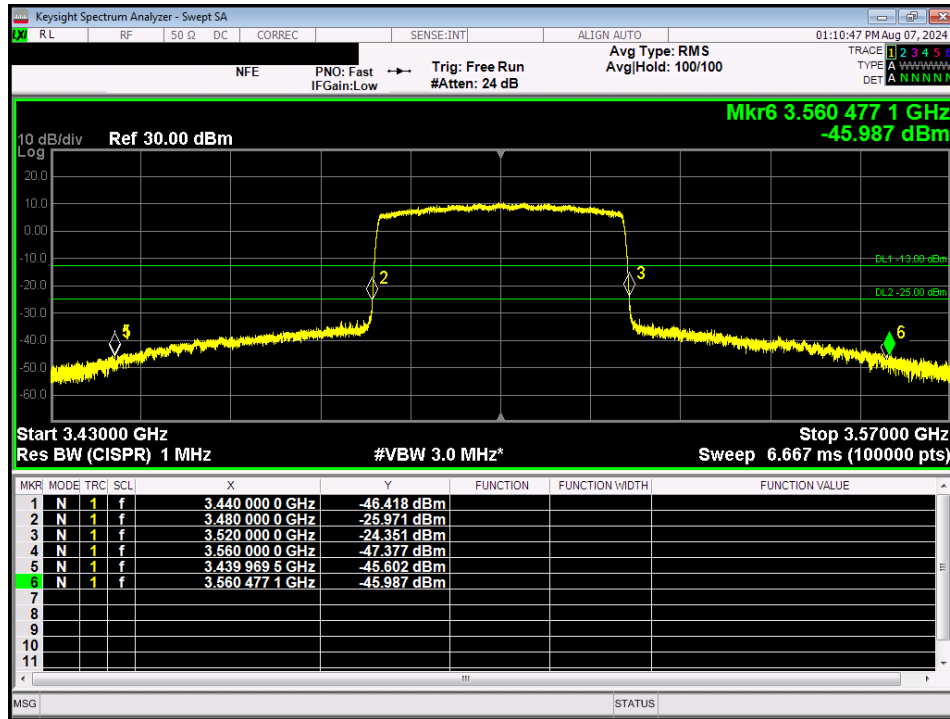 Keysight Spectrum Analyzer - Swept SA
LXI RL RF 50 Ω DC CORREC SENSE:INT ALIGN AUTO 01:10:47 PM Aug 07, 2024
Avg Type: RMS TRACE 1 2 3 4 5 6
NFE PNO: Fast Trig: Free Run Avg|Hold: 100/100 TYPE A WWWWW
IFGain:Low #Atten: 24 dB DET A N N N N N
Mkr6 3.560 477 1 GHz
10 dB/div Ref 30.00 dBm -45.987 dBm
Log
20.0
10.0
0.00
-10.0
DL1 -13.00 dBm
-20.0
2 3
DL2 -25.00 dBm
-30.0
-40.0
5 6
-50.0
-60.0
Start 3.43000 GHz Stop 3.57000 GHz
Res BW (CISPR) 1 MHz #VBW 3.0 MHz* Sweep 6.667 ms (100000 pts)
MKR MODE TRC SCL X Y FUNCTION FUNCTION WIDTH FUNCTION VALUE
1 N 1 f 3.440 000 0 GHz -46.418 dBm
2 N 1 f 3.480 000 0 GHz -25.971 dBm
3 N 1 f 3.520 000 0 GHz -24.351 dBm
4 N 1 f 3.560 000 0 GHz -47.377 dBm
5 N 1 f 3.439 969 5 GHz -45.602 dBm
6 N 1 f 3.560 477 1 GHz -45.987 dBm
7
8
9
10
11
MSG STATUS